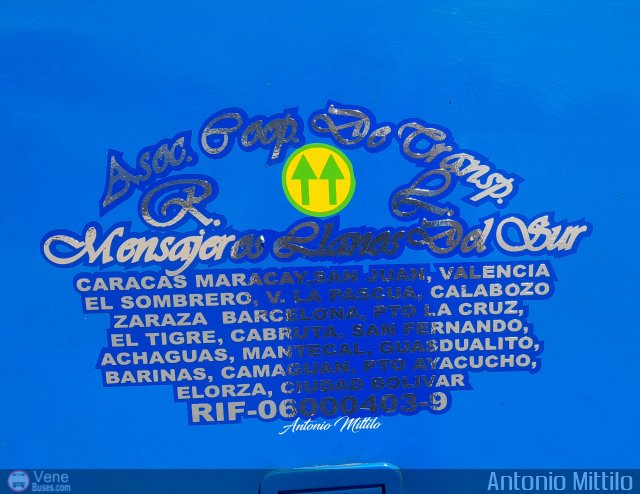 Asoc. Coop. De Transp.
R. L.
Mensajeros Llanos Del Sur
CARACAS MARACAY,SAN JUAN, VALENCIA
EL SOMBRERO, V. LA PASCUA, CALABOZO
ZARAZA BARCELONA, PTO LA CRUZ,
EL TIGRE, CABRUTA, SAN FERNANDO,
ACHAGUAS, MANTECAL, GUASDUALITO,
BARINAS, CAMAGUAN, PTO AYACUCHO,
ELORZA, CIUDAD BOLIVAR
RIF-06000403-9
Antonio Mittilo
Vene
Buses.com
Antonio Mittilo